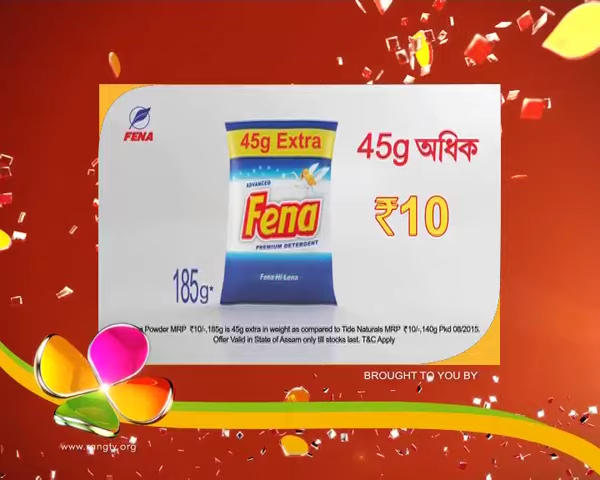 FENA
45g Extra
ADVANCED
Fena
PREMIUM DETERGENT
Fena Hi Lena
45g অধিক
₹10
185g*
Powder MRP ₹10/-,185g is 45g extra in weight as compared to Tide Naturals MRP ₹10/-,140g Pkd 08/2015.
Offer Valid in State of Assam only till stocks last. T&C Apply
BROUGHT TO YOU BY
www.rangtv.org